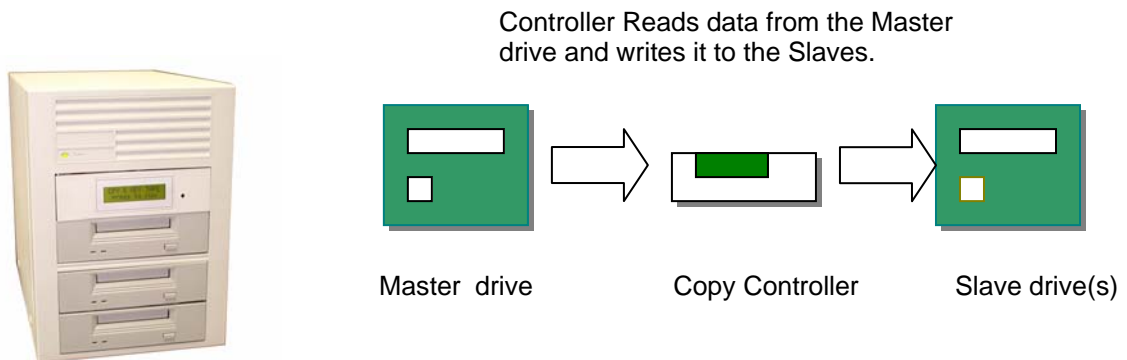 Controller Reads data from the Master
drive and writes it to the Slaves.
Master drive
Copy Controller
Slave drive(s)